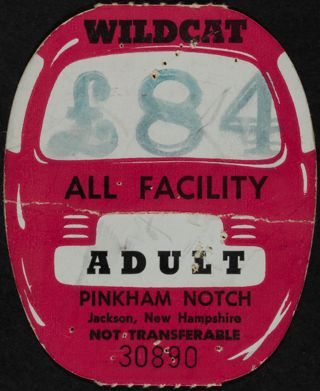 WILDCAT
£84
ALL FACILITY
ADULT
PINKHAM NOTCH
Jackson, New Hampshire
NOT TRANSFERABLE
30890